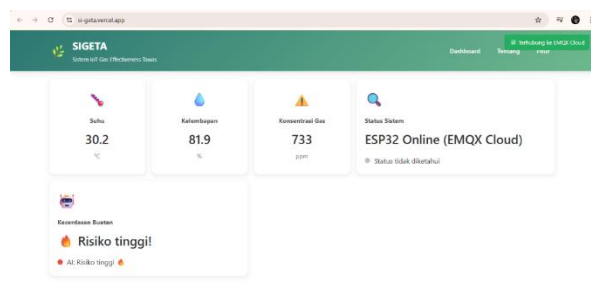 si-geta.vercel.app
SIGETA
Sistem IoT Gas Effectiveness Tawas
Dashboard Tentang Fitur
Terhubung ke EMQX Cloud
Suhu
30.2
°C
Kelembapan
81.9
%
Konsentrasi Gas
733
ppm
Status Sistem
ESP32 Online (EMQX Cloud)
Status tidak diketahui
Kecerdasan Buatan
Risiko tinggi!
AI: Risiko tinggi